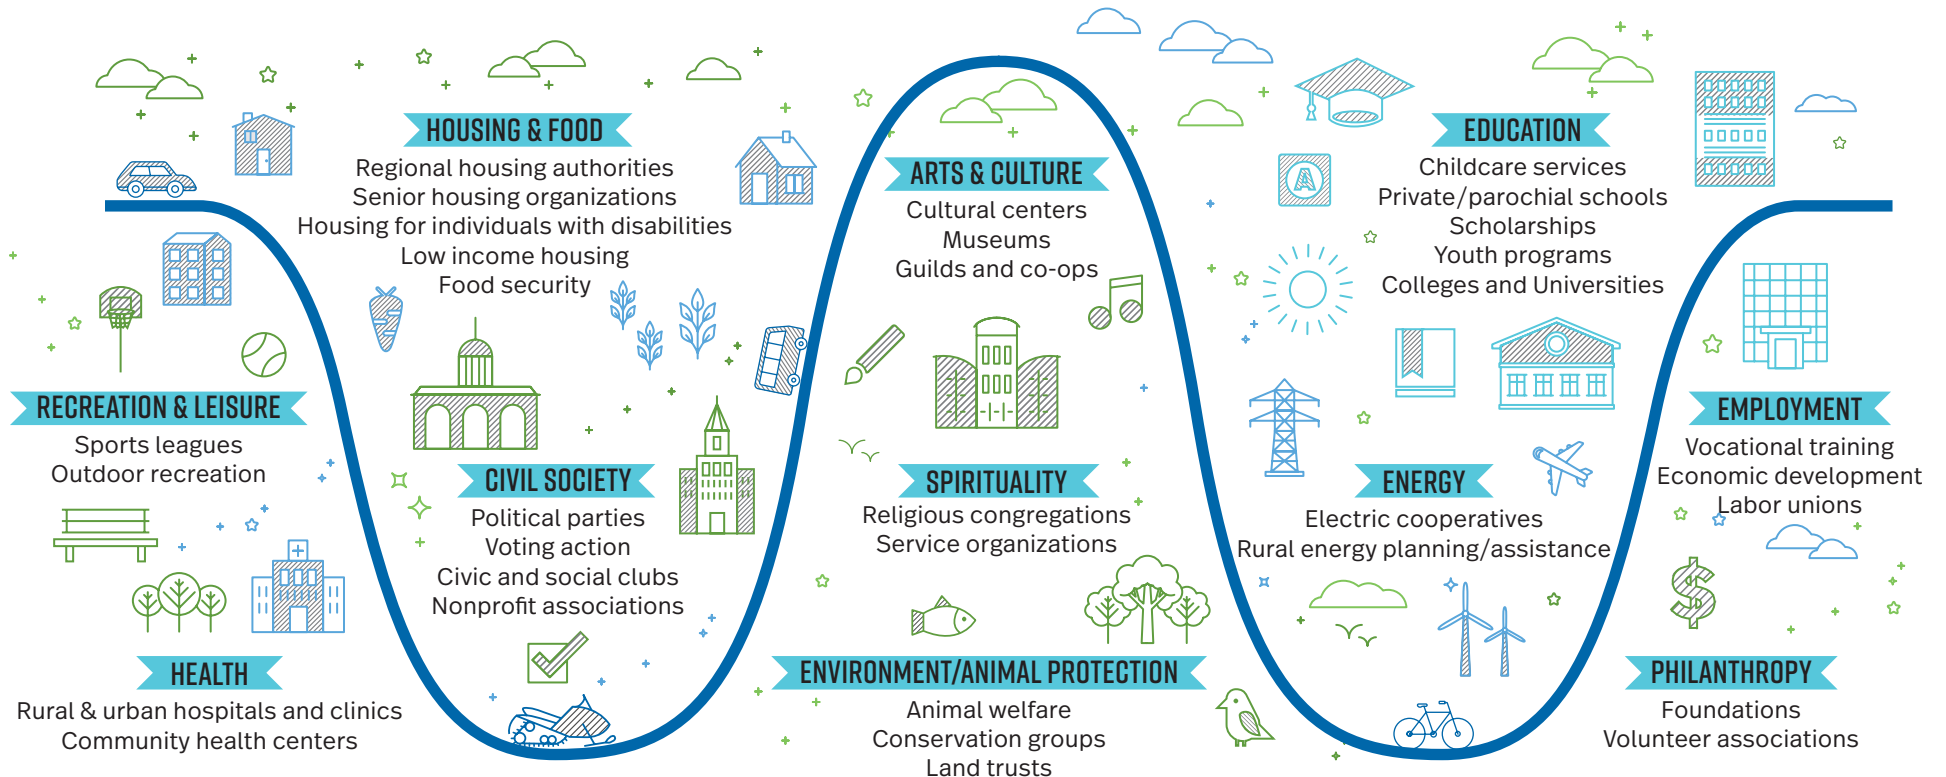 HOUSING & FOOD
Regional housing authorities
Senior housing organizations
Housing for individuals with disabilities
Low income housing
Food security
ARTS & CULTURE
Cultural centers
Museums
Guilds and co-ops
EDUCATION
Childcare services
Private/parochial schools
Scholarships
Youth programs
Colleges and Universities
A
RECREATION & LEISURE
Sports leagues
Outdoor recreation
CIVIL SOCIETY
Political parties
Voting action
Civic and social clubs
Nonprofit associations
SPIRITUALITY
Religious congregations
Service organizations
ENERGY
Electric cooperatives
Rural energy planning/assistance
EMPLOYMENT
Vocational training
Economic development
Labor unions
$
HEALTH
Rural & urban hospitals and clinics
Community health centers
ENVIRONMENT/ANIMAL PROTECTION
Animal welfare
Conservation groups
Land trusts
PHILANTHROPY
Foundations
Volunteer associations